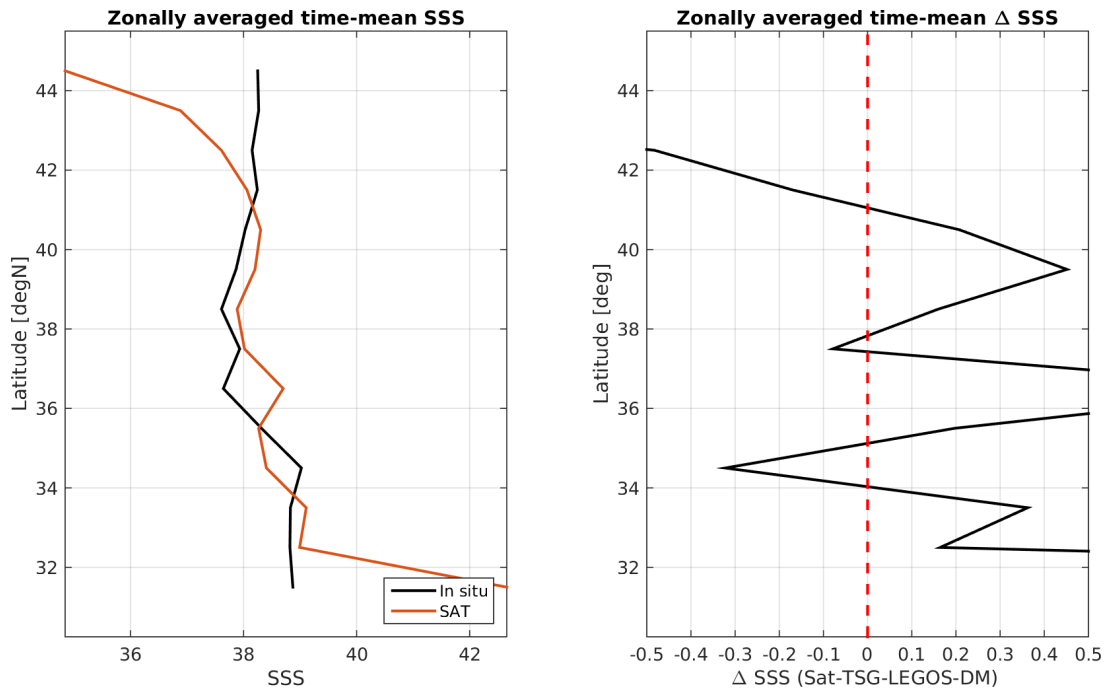 Zonally averaged time-mean SSS
44
42
40
38
36
34
32
Latitude [degN]
36
38
40
42
SSS
In situ
SAT
Zonally averaged time-mean Δ SSS
44
42
40
38
36
34
32
Latitude [deg]
-0.5 -0.4 -0.3 -0.2 -0.1 0 0.1 0.2 0.3 0.4 0.5
Δ SSS (Sat-TSG-LEGOS-DM)